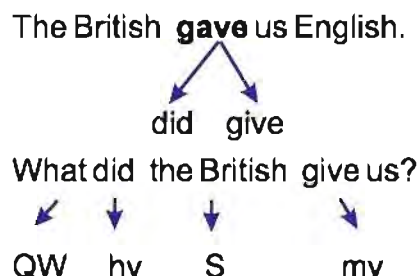 The British gave us English.
did give
What did the British give us?
QW hv S mv